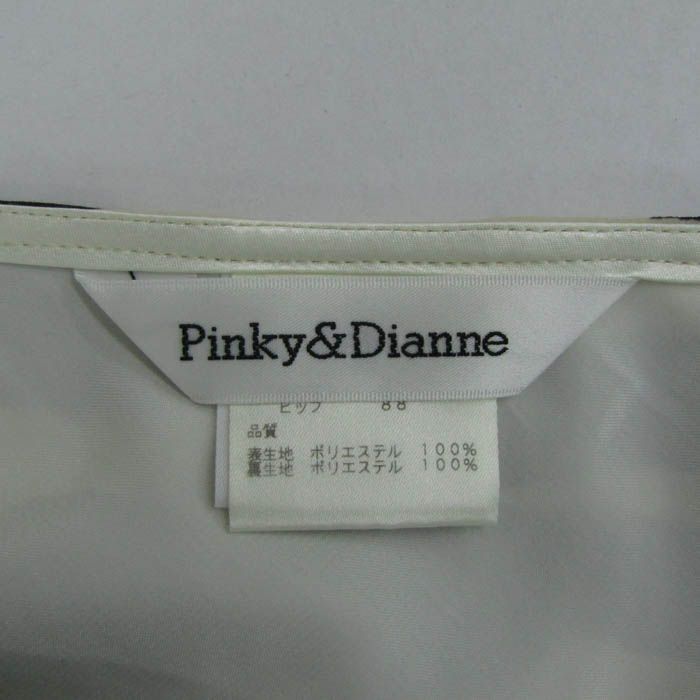 Pinky&Dianne
ヒップ 88
品質
表生地 ポリエステル 100%
裏生地 ポリエステル 100%